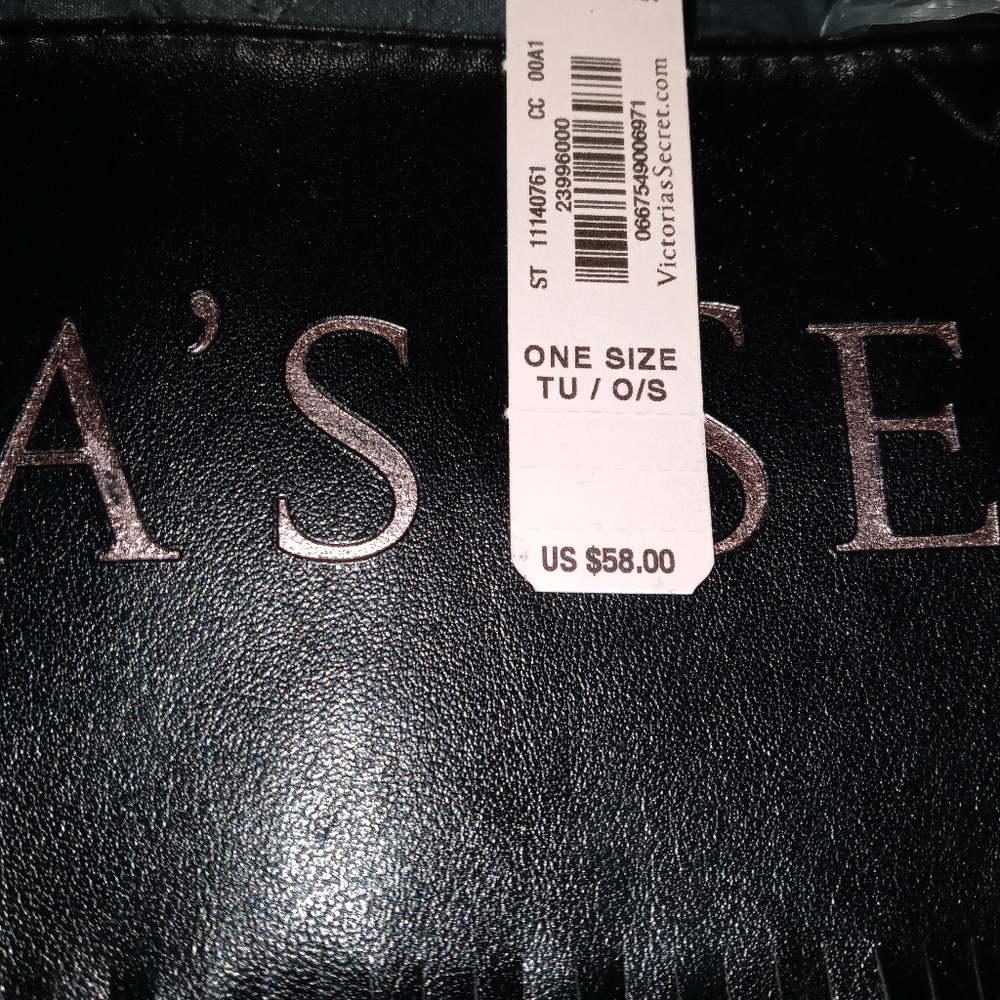 ST 11140761 CC 00A1
23996000
0667549006971
VictoriasSecret.com
ONE SIZE
TU / O/S
US $58.00
A'S SE